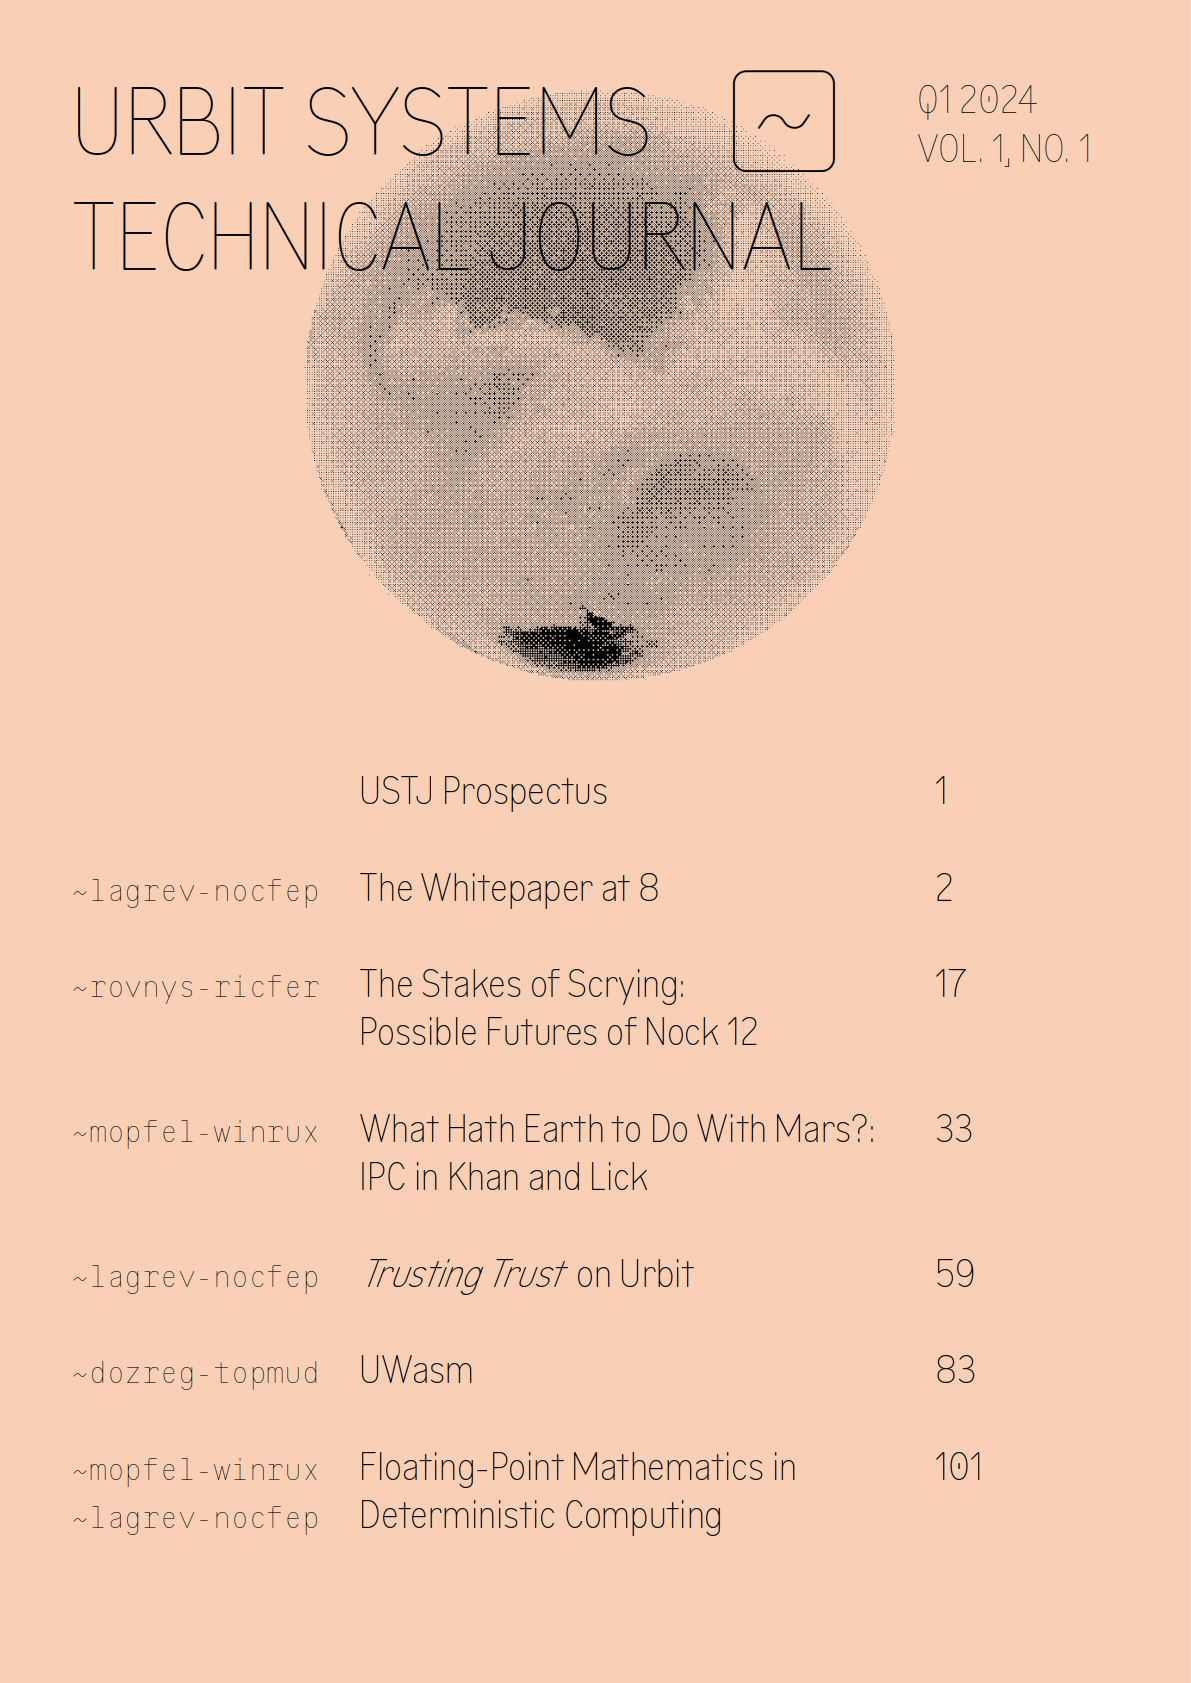 URBIT SYSTEMS
TECHNICAL JOURNAL
~
Q1 2024
VOL. 1, NO. 1
USTJ Prospectus 1
~lagrev-nocfep The Whitepaper at 8 2
~rovnys-ricfer The Stakes of Scrying: 17
Possible Futures of Nock 12
~mopfel-winrux What Hath Earth to Do With Mars?: 33
IPC in Khan and Lick
~lagrev-nocfep Trusting Trust on Urbit 59
~dozreg-topmud UWasm 83
~mopfel-winrux Floating-Point Mathematics in 101
~lagrev-nocfep Deterministic Computing